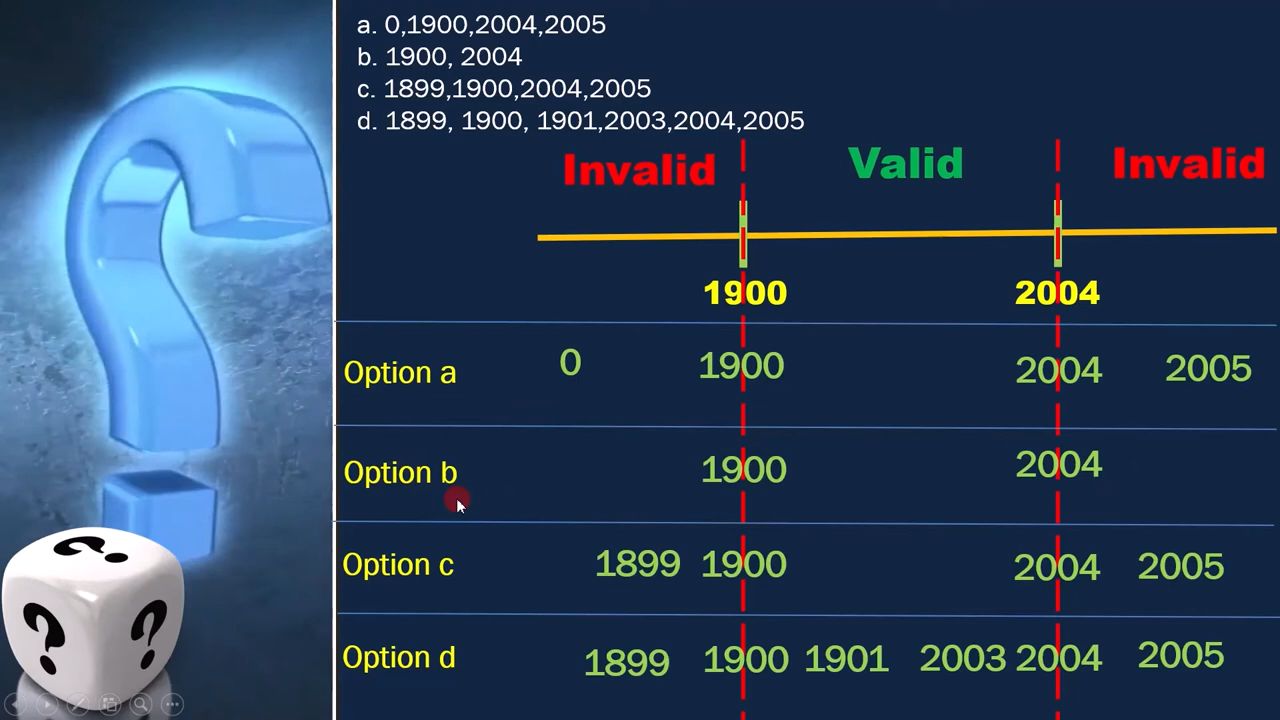 a. 0,1900,2004,2005
b. 1900, 2004
c. 1899,1900,2004,2005
d. 1899, 1900, 1901,2003,2004,2005
Invalid Valid Invalid
1900 2004
Option a 0 1900 2004 2005
Option b 1900 2004
Option c 1899 1900 2004 2005
Option d 1899 1900 1901 2003 2004 2005
? ? ?